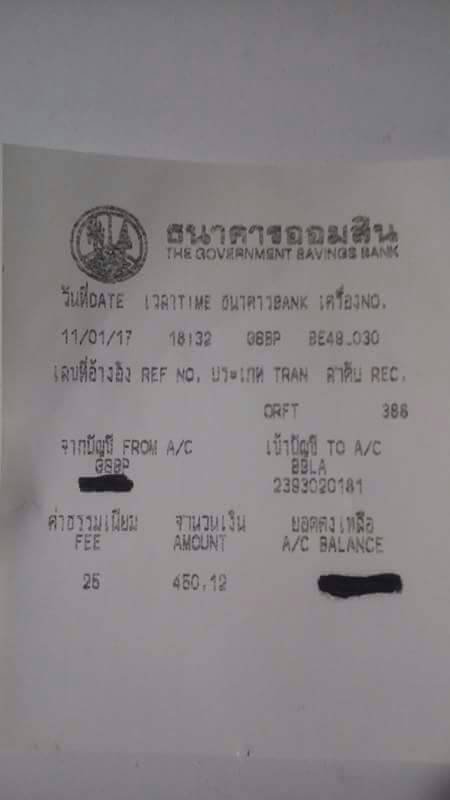 ธนาคารออมสิน
THE GOVERNMENT SAVINGS BANK
วันที่DATE เวลาTIME ธนาคารBANK เครื่องNO.
11/01/17 18:32 GSBP BE48_030
เลขที่อ้างอิง REF NO. ประเภท TRAN ลำดับ REC.
ORFT 386
จากบัญชี FROM A/C เข้าบัญชี TO A/C
GSBP BBLA
2393020181
ค่าธรรมเนียม จำนวนเงิน ยอดคงเหลือ
FEE AMOUNT A/C BALANCE
25 450.12